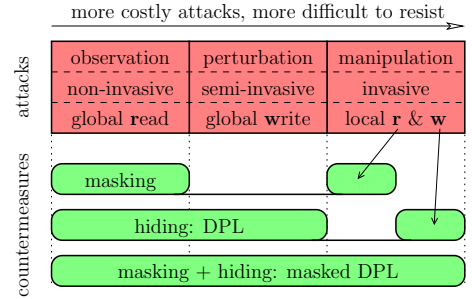 more costly attacks, more difficult to resist
attacks
observation perturbation manipulation
non-invasive semi-invasive invasive
global read global write local r & w
countermeasures
masking
hiding: DPL
masking + hiding: masked DPL